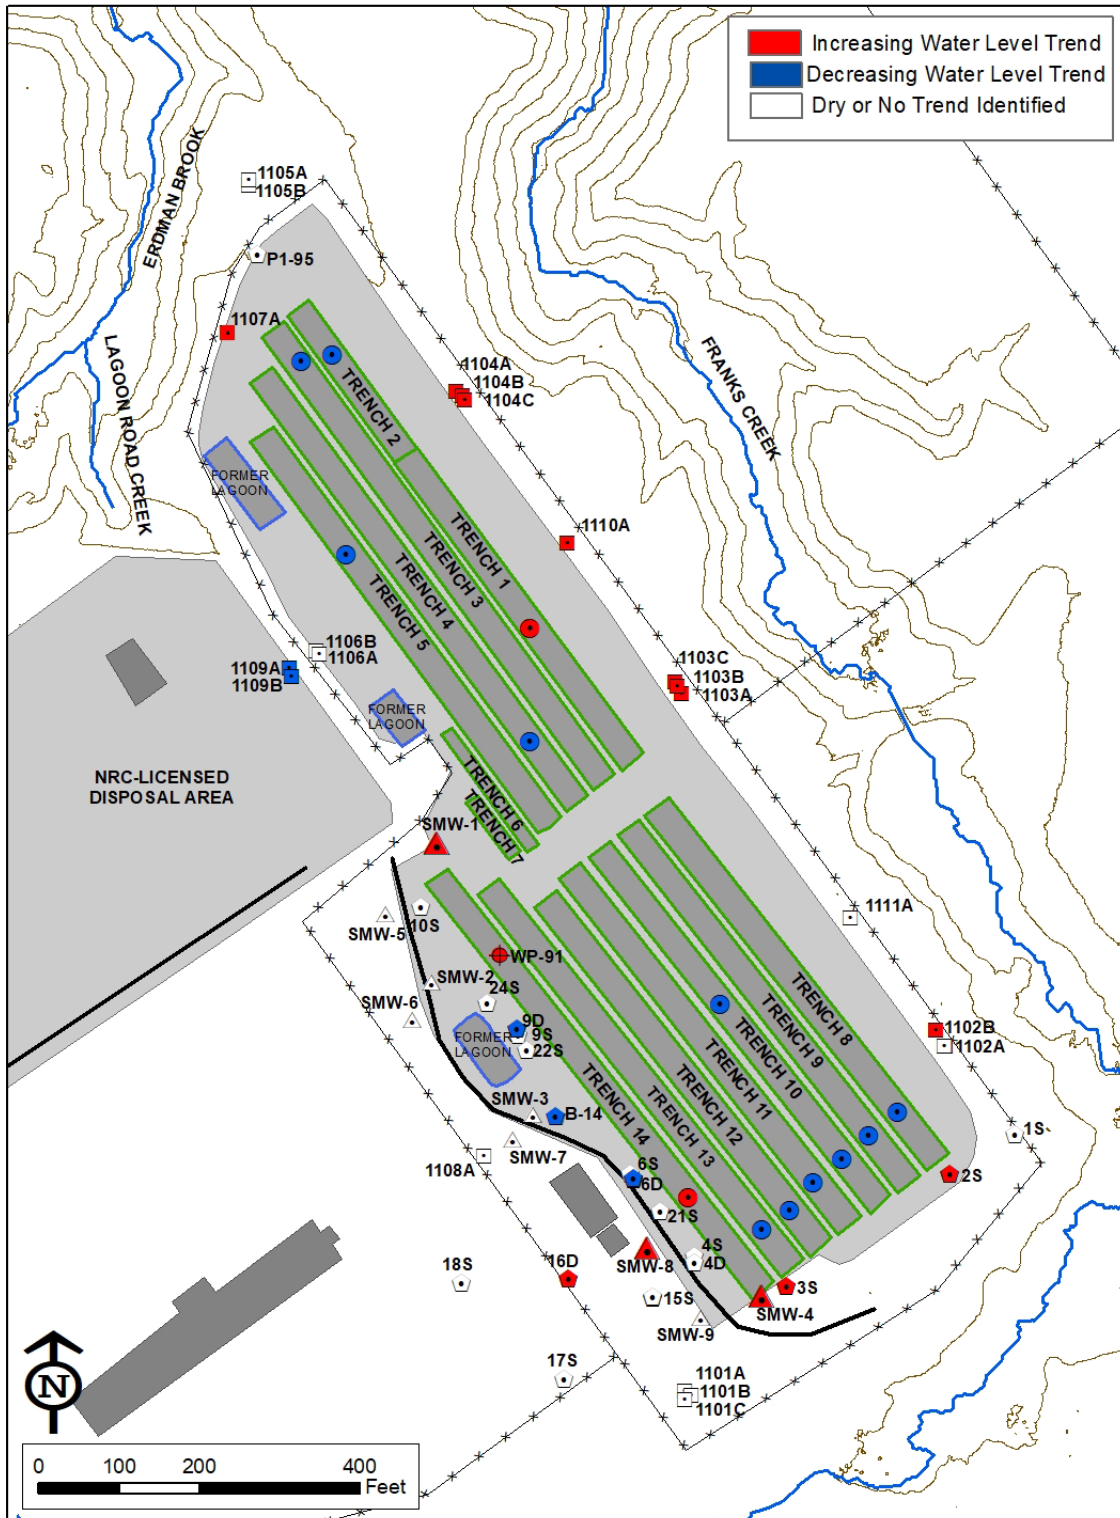 Increasing Water Level Trend
Decreasing Water Level Trend
Dry or No Trend Identified
1105A
1105B
ERDMAN BROOK
P1-95
1107A
LAGOON ROAD CREEK
FRANKS CREEK
1104A
1104B
1104C
TRENCH 2
FORMER
LAGOON
TRENCH 1
1110A
TRENCH 3
TRENCH 4
TRENCH 5
1106B
1106A
1109A
1109B
1103C
1103B
1103A
FORMER
LAGOON
NRC-LICENSED
DISPOSAL AREA
TRENCH 6
TRENCH 7
SMW-1
10S
SMW-5
1111A
WP-91
SMW-2
24S
SMW-6
9D
9S
22S
FORMER
LAGOON
TRENCH 8
TRENCH 9
TRENCH 10
TRENCH 11
TRENCH 12
TRENCH 13
TRENCH 14
1102B
1102A
SMW-3
B-14
1S
SMW-7
1108A
6S
6D
2S
21S
4S
4D
SMW-8
18S
16D
15S
3S
SMW-4
SMW-9
17S
1101A
1101B
1101C
N
0 100 200 400
Feet